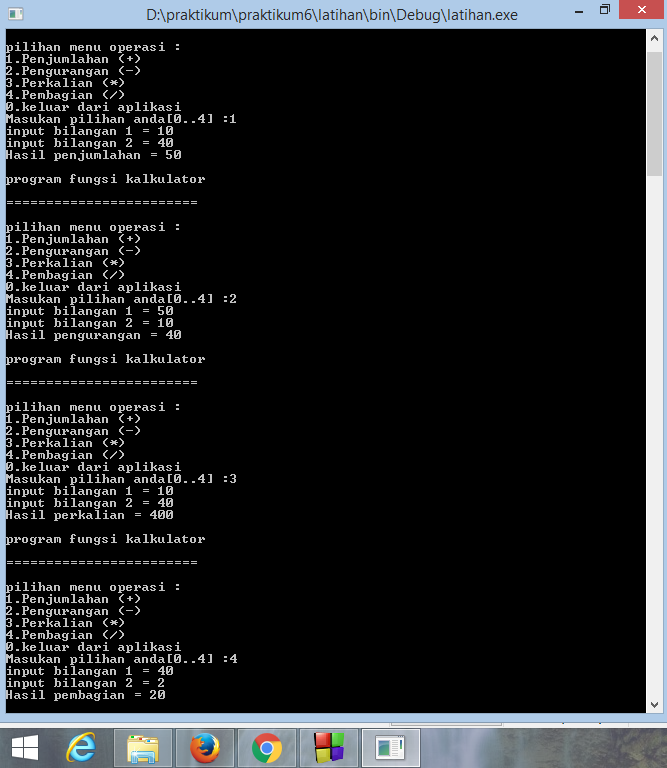 D:\praktikum\praktikum6\latihan\bin\Debug\latihan.exe
pilihan menu operasi :
1.Penjumlahan (+)
2.Pengurangan (-)
3.Perkalian (*)
4.Pembagian (/)
0.keluar dari aplikasi
Masukan pilihan anda[0..4] :1
input bilangan 1 = 10
input bilangan 2 = 40
Hasil penjumlahan = 50
program fungsi kalkulator
========================
pilihan menu operasi :
1.Penjumlahan (+)
2.Pengurangan (-)
3.Perkalian (*)
4.Pembagian (/)
0.keluar dari aplikasi
Masukan pilihan anda[0..4] :2
input bilangan 1 = 50
input bilangan 2 = 10
Hasil pengurangan = 40
program fungsi kalkulator
========================
pilihan menu operasi :
1.Penjumlahan (+)
2.Pengurangan (-)
3.Perkalian (*)
4.Pembagian (/)
0.keluar dari aplikasi
Masukan pilihan anda[0..4] :3
input bilangan 1 = 10
input bilangan 2 = 40
Hasil perkalian = 400
program fungsi kalkulator
========================
pilihan menu operasi :
1.Penjumlahan (+)
2.Pengurangan (-)
3.Perkalian (*)
4.Pembagian (/)
0.keluar dari aplikasi
Masukan pilihan anda[0..4] :4
input bilangan 1 = 40
input bilangan 2 = 2
Hasil pembagian = 20